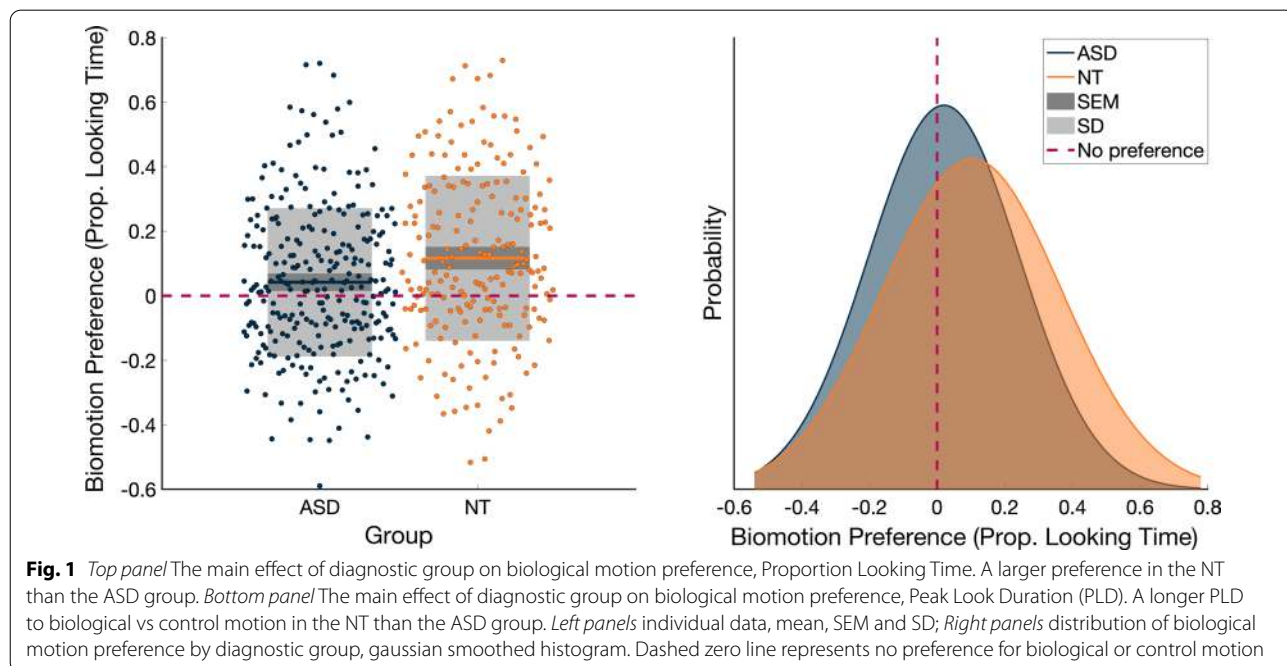 Biomotion Preference (Prop. Looking Time)
0.8
0.6
0.4
0.2
0
-0.2
-0.4
-0.6
ASD NT
Group
Probability
ASD
NT
SEM
SD
No preference
-0.6 -0.4 -0.2 0 0.2 0.4 0.6 0.8
Biomotion Preference (Prop. Looking Time)
Fig. 1 Top panel The main effect of diagnostic group on biological motion preference, Proportion Looking Time. A larger preference in the NT
than the ASD group. Bottom panel The main effect of diagnostic group on biological motion preference, Peak Look Duration (PLD). A longer PLD
to biological vs control motion in the NT than the ASD group. Left panels individual data, mean, SEM and SD; Right panels distribution of biological
motion preference by diagnostic group, gaussian smoothed histogram. Dashed zero line represents no preference for biological or control motion